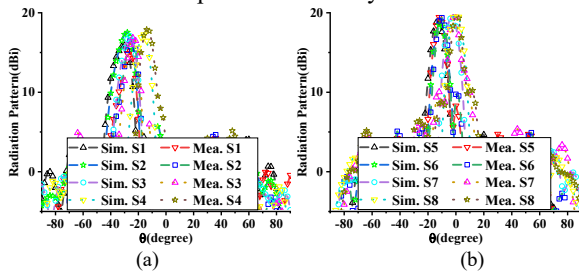 20
10
0
Radiation Pattern(dBi)
Sim. S1 Mea. S1
Sim. S2 Mea. S2
Sim. S3 Mea. S3
Sim. S4 Mea. S4
-80 -60 -40 -20 0 20 40 60 80
θ(degree)
(a)
20
10
0
Radiation Pattern(dBi)
Sim. S5 Mea. S5
Sim. S6 Mea. S6
Sim. S7 Mea. S7
Sim. S8 Mea. S8
-80 -60 -40 -20 0 20 40 60 80
θ(degree)
(b)